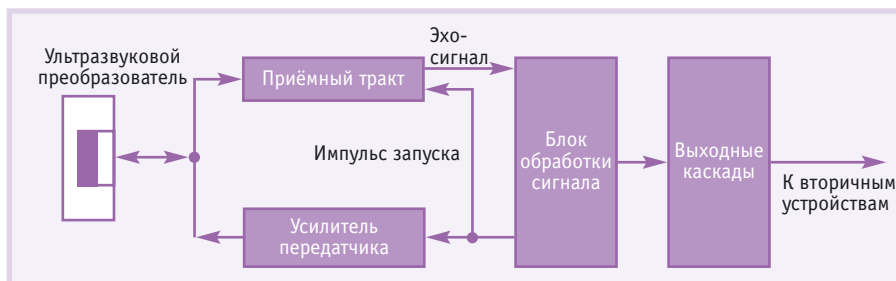 Ультразвуковой
преобразователь
Приёмный тракт
Эхо-
сигнал
Импульс запуска
Усилитель
передатчика
Блок
обработки
сигнала
Выходные
каскады
К вторичным
устройствам